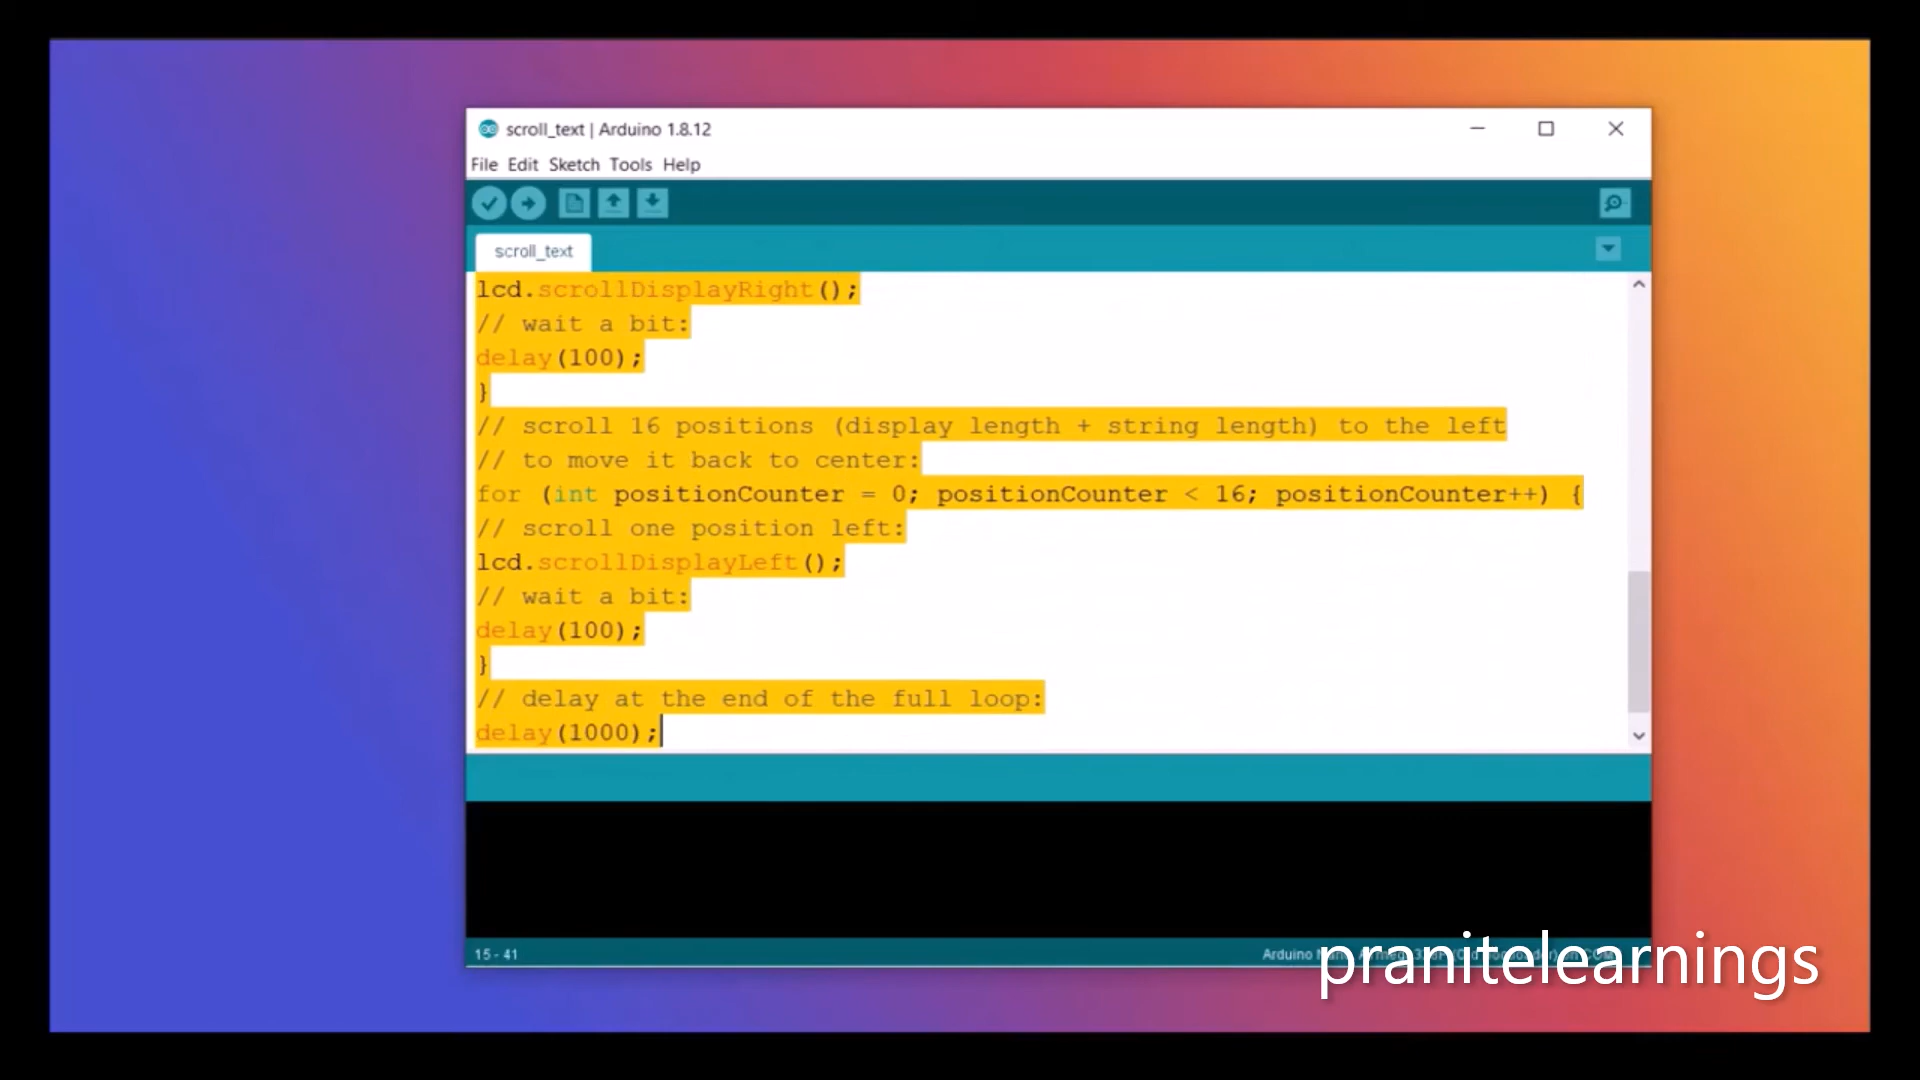 scroll_text | Arduino 1.8.12
File Edit Sketch Tools Help
scroll_text
lcd.scrollDisplayRight();
// wait a bit:
delay(100);
}
// scroll 16 positions (display length + string length) to the left
// to move it back to center:
for (int positionCounter = 0; positionCounter < 16; positionCounter++) {
// scroll one position left:
lcd.scrollDisplayLeft();
// wait a bit:
delay(100);
}
// delay at the end of the full loop:
delay(1000);
15 - 41
Arduino
pranitelearnings